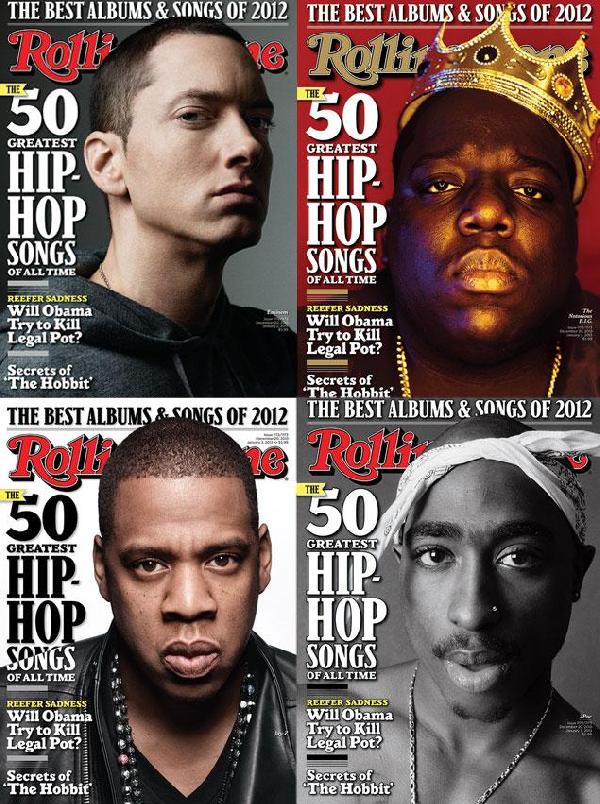 THE BEST ALBUMS & SONGS OF 2012
Rolling Stone
THE
50
GREATEST
HIP-
HOP
SONGS
OF ALL TIME
REEFER SADNESS
Will Obama
Try to Kill
Legal Pot?
Secrets of
'The Hobbit'
Eminem
THE BEST ALBUMS & SONGS OF 2012
Rolling Stone
THE
50
GREATEST
HIP-
HOP
SONGS
OF ALL TIME
REEFER SADNESS
Will Obama
Try to Kill
Legal Pot?
Secrets of
'The Hobbit'
The
Notorious
B.I.G.
THE BEST ALBUMS & SONGS OF 2012
Rolling Stone
THE
50
GREATEST
HIP-
HOP
SONGS
OF ALL TIME
REEFER SADNESS
Will Obama
Try to Kill
Legal Pot?
Secrets of
'The Hobbit'
Jay-Z
THE BEST ALBUMS & SONGS OF 2012
Rolling Stone
THE
50
GREATEST
HIP-
HOP
SONGS
OF ALL TIME
REEFER SADNESS
Will Obama
Try to Kill
Legal Pot?
Secrets of
'The Hobbit'